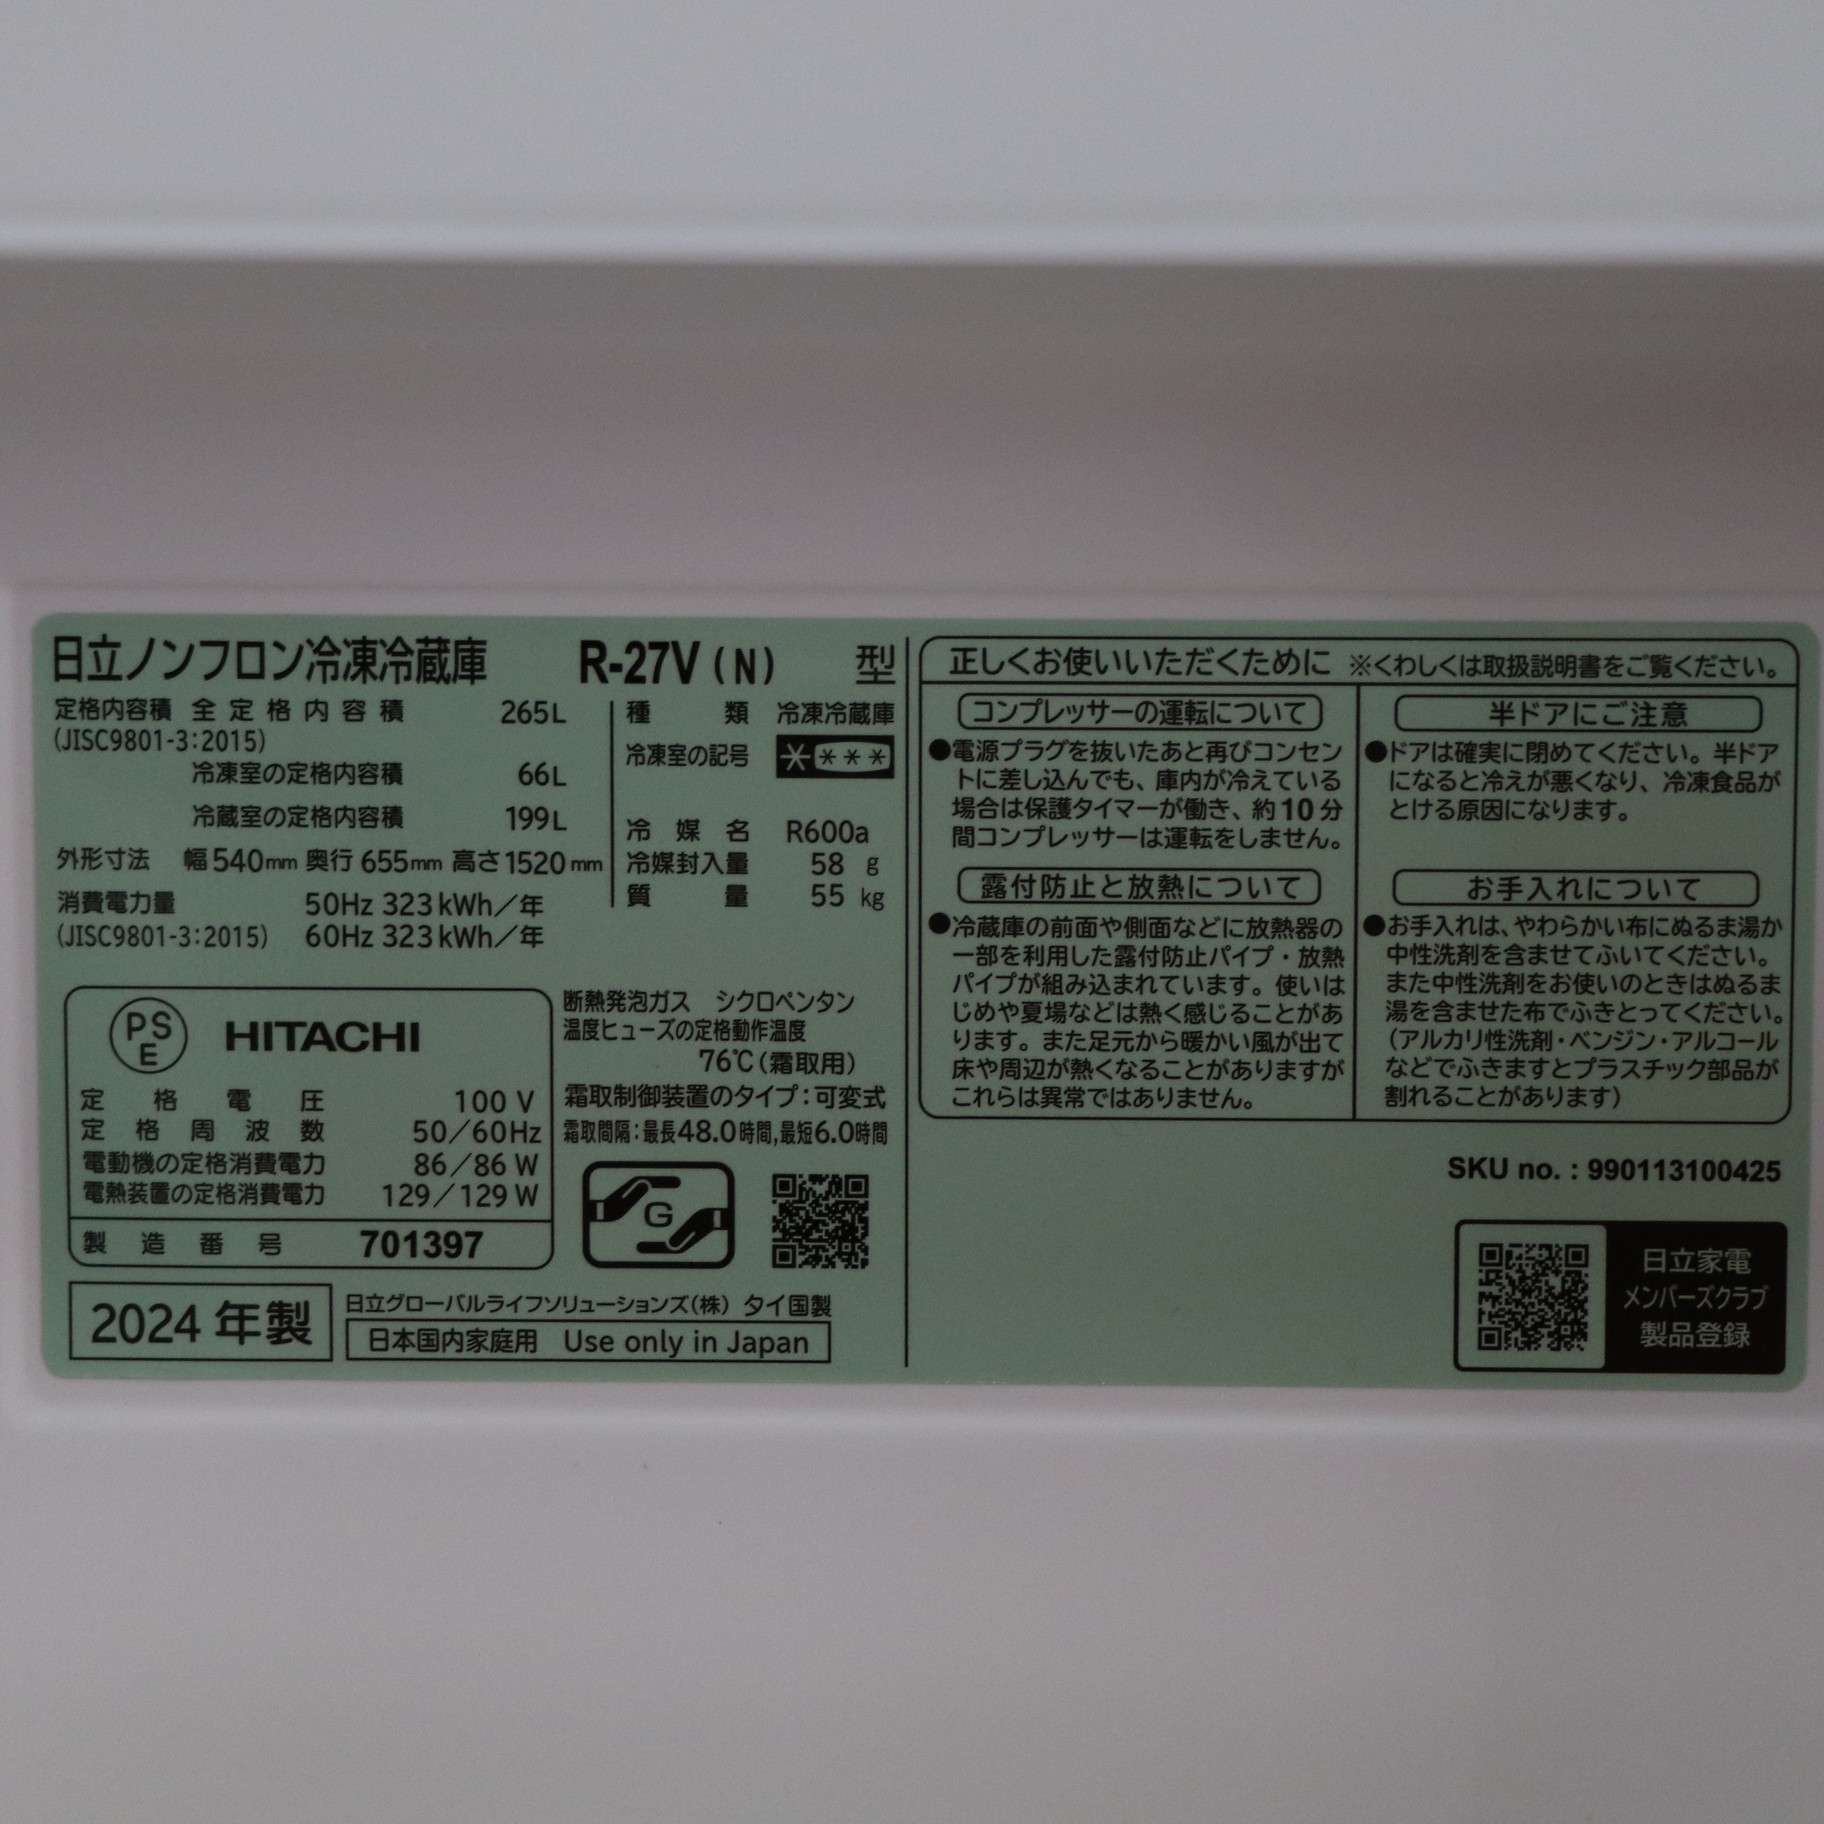 日立ノンフロン冷凍冷蔵庫 R-27V (N) 型
定格内容積 全定格内容積 265L
(JISC9801-3:2015)
冷凍室の定格内容積 66L
冷蔵室の定格内容積 199L
外形寸法 幅540mm 奥行655mm 高さ1520mm
消費電力量 50Hz 323kWh/年
(JISC9801-3:2015) 60Hz 323kWh/年
種類 冷凍冷蔵庫
冷凍室の記号
冷媒名 R600a
冷媒封入量 58 g
質量 55 kg
PS
E
HITACHI
定格電圧 100 V
定格周波数 50/60Hz
電動機の定格消費電力 86/86 W
電熱装置の定格消費電力 129/129 W
製造番号 701397
断熱発泡ガス シクロペンタン
温度ヒューズの定格動作温度
76℃(霜取用)
霜取制御装置のタイプ:可変式
霜取間隔:最長48.0時間,最短6.0時間
G
2024年製
日立グローバルライフソリューションズ(株) タイ国製
日本国内家庭用 Use only in Japan
正しくお使いいただくために ※くわしくは取扱説明書をご覧ください。
コンプレッサーの運転について
●電源プラグを抜いたあと再びコンセン
トに差し込んでも、庫内が冷えている
場合は保護タイマーが働き、約10分
間コンプレッサーは運転をしません。
露付防止と放熱について
●冷蔵庫の前面や側面などに放熱器の
一部を利用した露付防止パイプ・放熱
パイプが組み込まれています。使いは
じめや夏場などは熱く感じることがあ
ります。また足元から暖かい風が出て
床や周辺が熱くなることがありますが
これらは異常ではありません。
半ドアにご注意
●ドアは確実に閉めてください。半ドア
になると冷えが悪くなり、冷凍食品が
とける原因になります。
お手入れについて
●お手入れは、やわらかい布にぬるま湯か
中性洗剤を含ませてふいてください。
また中性洗剤をお使いのときはぬるま
湯を含ませた布でふきとってください。
(アルカリ性洗剤・ベンジン・アルコール
などでふきますとプラスチック部品が
割れることがあります)
SKU no. : 990113100425
日立家電
メンバーズクラブ
製品登録